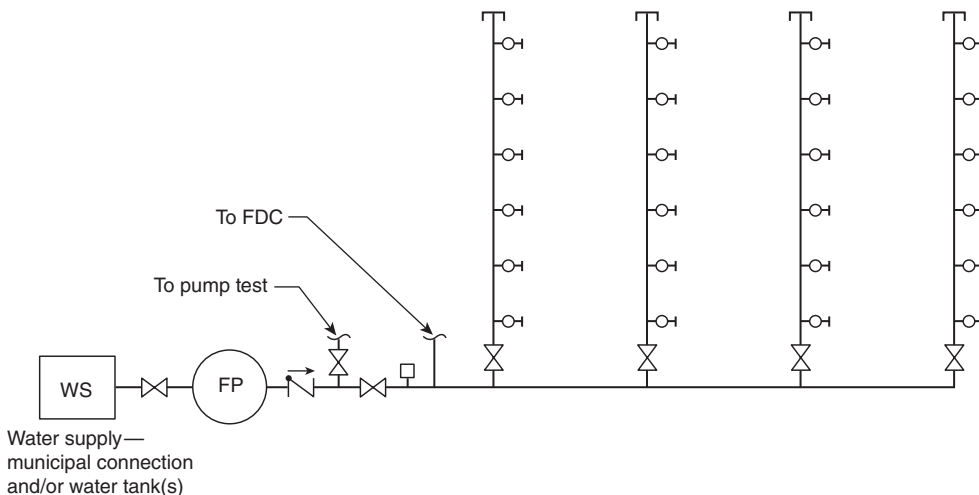 To FDC
To pump test
WS
FP
Water supply—
municipal connection
and/or water tank(s)